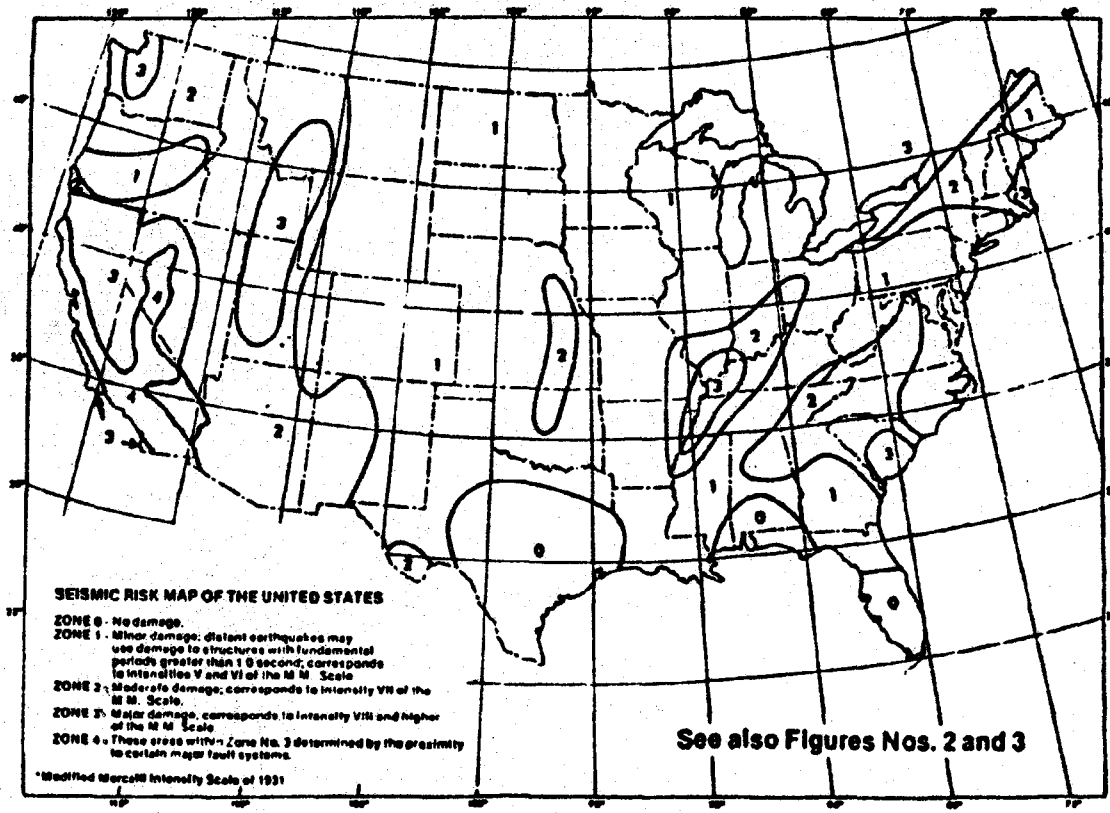 3
2
1
1
3
2
1
3
2
3
4
1
2
1
2
3
4
2
2
3
3
1
1
0
0
2
0
SEISMIC RISK MAP OF THE UNITED STATES
ZONE 0 - No damage.
ZONE 1 - Minor damage; distant earthquakes may
use damage to structures with fundamental
periods greater than 1.0 second; corresponds
to intensities V and VI of the M.M. Scale
ZONE 2 - Moderate damage; corresponds to intensity VII of the
M.M. Scale.
ZONE 3 - Major damage, corresponds to intensity VIII and higher
of the M.M. Scale
ZONE 4 - Those areas within Zone No. 3 determined by the proximity
to certain major fault systems.
*Modified Mercalli Intensity Scale of 1931
See also Figures Nos. 2 and 3